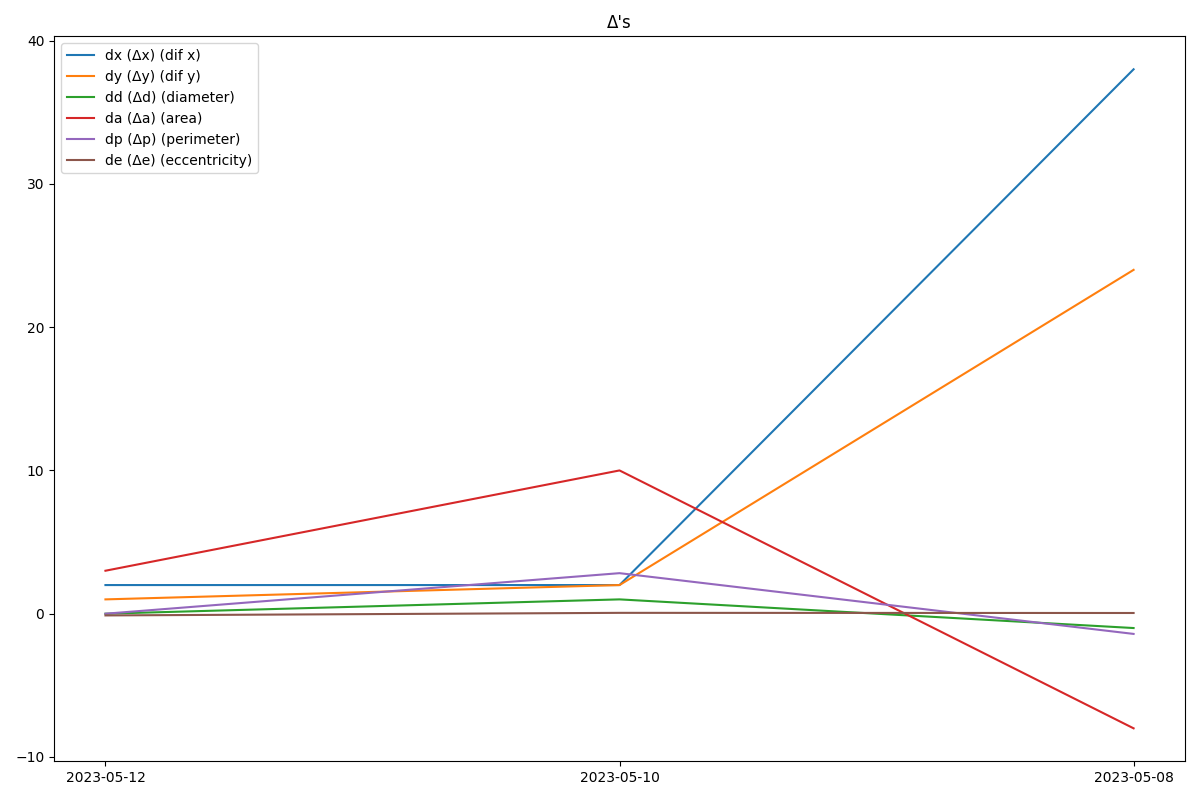 Δ's
40
dx (Δx) (dif x)
dy (Δy) (dif y)
dd (Δd) (diameter)
da (Δa) (area)
dp (Δp) (perimeter)
de (Δe) (eccentricity)
30
20
10
0
−10
2023-05-12
2023-05-10
2023-05-08